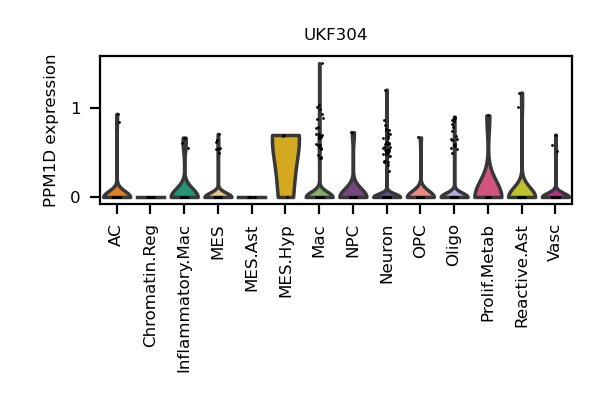 UKF304
PPM1D expression
1
0
AC
Chromatin.Reg
Inflammatory.Mac
MES
MES.Ast
MES.Hyp
Mac
NPC
Neuron
OPC
Oligo
Prolif.Metab
Reactive.Ast
Vasc